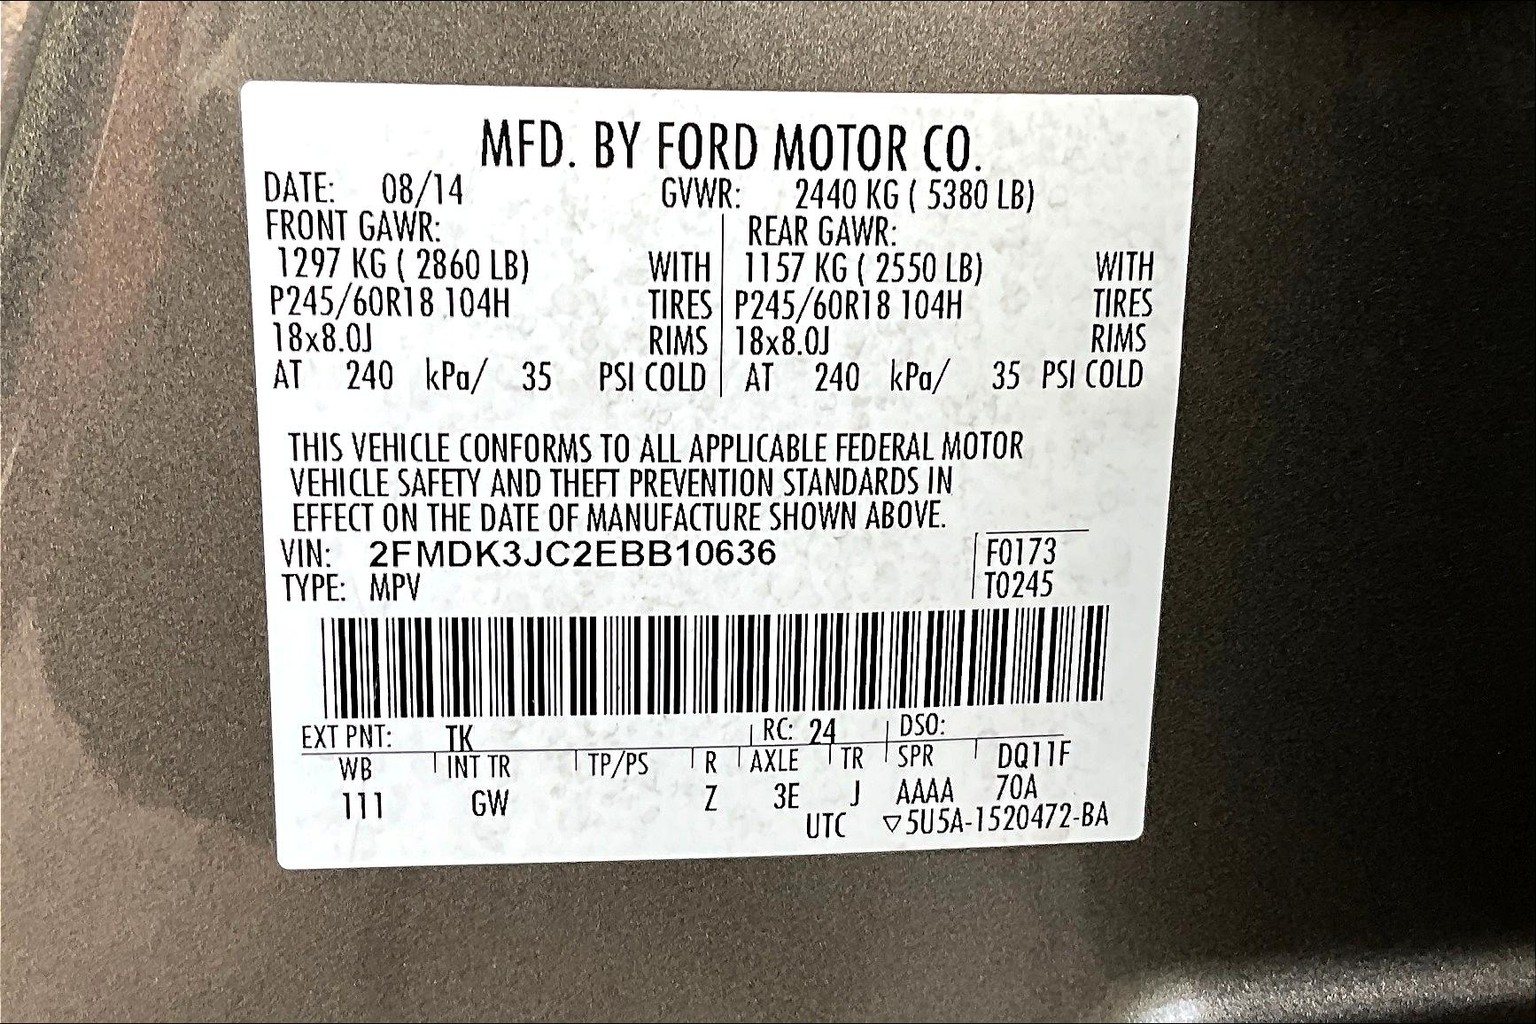 MFD. BY FORD MOTOR CO.
DATE: 08/14 GVWR: 2440 KG ( 5380 LB)
FRONT GAWR: REAR GAWR:
1297 KG ( 2860 LB) WITH 1157 KG ( 2550 LB) WITH
P245/60R18 104H TIRES P245/60R18 104H TIRES
18x8.0J RIMS 18x8.0J RIMS
AT 240 kPa/ 35 PSI COLD AT 240 kPa/ 35 PSI COLD
THIS VEHICLE CONFORMS TO ALL APPLICABLE FEDERAL MOTOR
VEHICLE SAFETY AND THEFT PREVENTION STANDARDS IN
EFFECT ON THE DATE OF MANUFACTURE SHOWN ABOVE.
VIN: 2FMDK3JC2EBB10636 F0173
TYPE: MPV T0245
EXT PNT: TK RC: 24 DSO:
WB INT TR TP/PS R AXLE TR SPR DQ11F
111 GW Z 3E J AAAA 70A
UTC ▽5U5A-1520472-BA